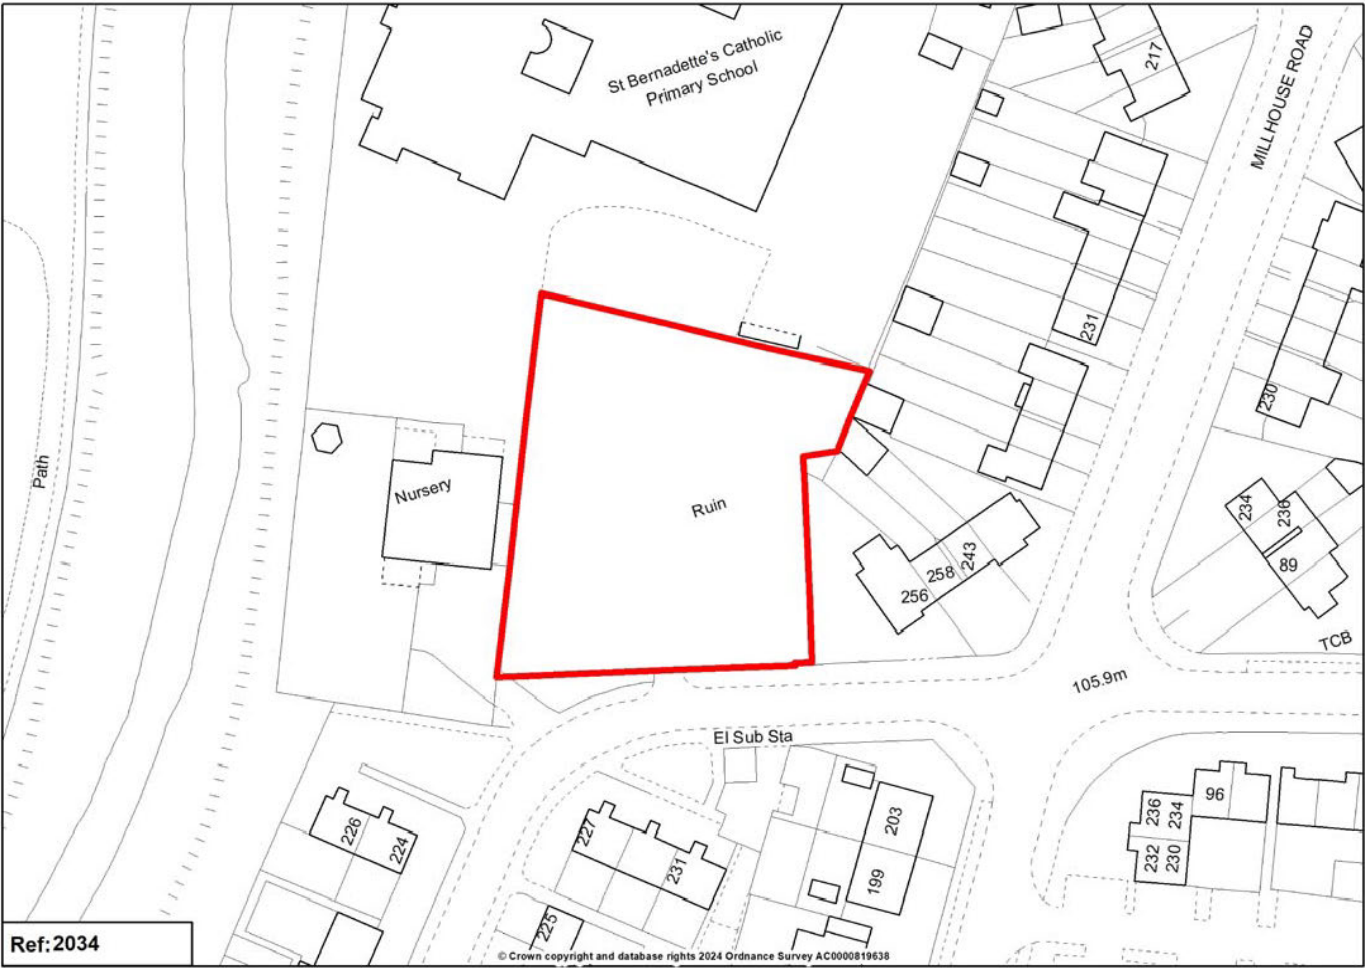 St Bernadette's Catholic
Primary School
217
MILLHOUSE ROAD
231
230
Path
Nursery
Ruin
234
236
89
243
258
256
TCB
105.9m
El Sub Sta
226
224
227
231
225
203
199
96
236
234
232
230
Ref:2034
© Crown copyright and database rights 2024 Ordnance Survey AC0000819638